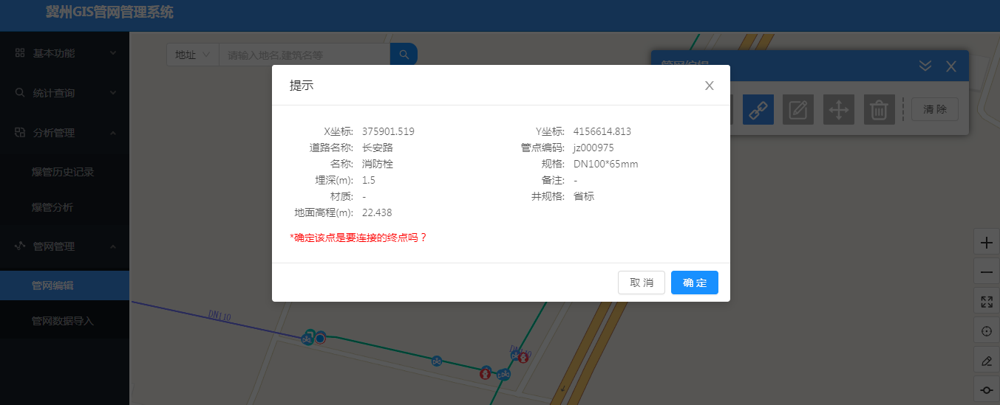 冀州GIS管网管理系统
基本功能
统计查询
分析管理
爆管历史记录
爆管分析
管网管理
管网编辑
管网数据导入
地址 请输入地名,建筑名等
管网编辑
清 除
提示
X坐标: 375901.519 Y坐标: 4156614.813
道路名称: 长安路 管点编码: jz000975
名称: 消防栓 规格: DN100*65mm
埋深(m): 1.5 备注: -
材质: - 井规格: 省标
地面高程(m): 22.438
*确定该点是要连接的终点吗？
取 消 确 定
DN110